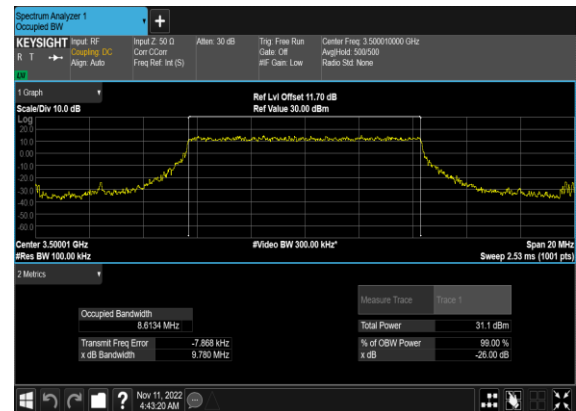 Spectrum Analyzer 1
Occupied BW
KEYSIGHT
R T
LXI
Input: RF
Coupling: DC
Align: Auto
Input Z: 50 Ω
Corr CCorr
Freq Ref: Int (S)
Atten: 30 dB
Trig: Free Run
Gate: Off
#IF Gain: Low
Center Freq: 3.500010000 GHz
Avg|Hold: 500/500
Radio Std: None
1 Graph
Scale/Div 10.0 dB
Ref Lvl Offset 11.70 dB
Ref Value 30.00 dBm
Log
20.0
10.0
0.00
-10.0
-20.0
-30.0
-40.0
-50.0
-60.0
Center 3.50001 GHz
#Res BW 100.00 kHz
#Video BW 300.00 kHz*
Span 20 MHz
Sweep 2.53 ms (1001 pts)
2 Metrics
Measure Trace Trace 1
Occupied Bandwidth
8.6134 MHz
Total Power 31.1 dBm
Transmit Freq Error -7.868 kHz
% of OBW Power 99.00 %
x dB Bandwidth 9.780 MHz
x dB -26.00 dB
Nov 11, 2022
4:43:20 AM